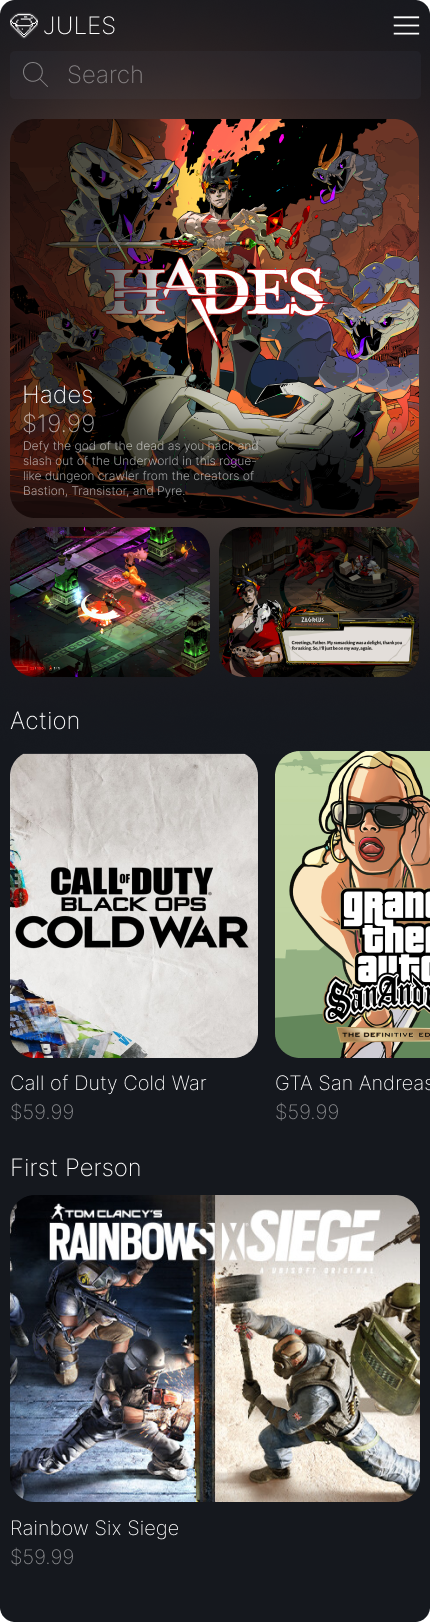 JULES
Search
HADES
Hades
$19.99
Defy the god of the dead as you hack and
slash out of the Underworld in this rogue-
like dungeon crawler from the creators of
Bastion, Transistor, and Pyre.
ZAGREUS
Greetings, Father. My ransacking was a delight, thank you
for asking. So, I'll just be on my way, again.
Action
CALL OF DUTY
BLACK OPS
COLD WAR
gran
thef
auto
San Andr
THE DEFINITIVE EDI
Call of Duty Cold War
GTA San Andreas
$59.99
$59.99
First Person
TOM CLANCY'S
RAINBOW SIX SIEGE
A UBISOFT ORIGINAL
Rainbow Six Siege
$59.99